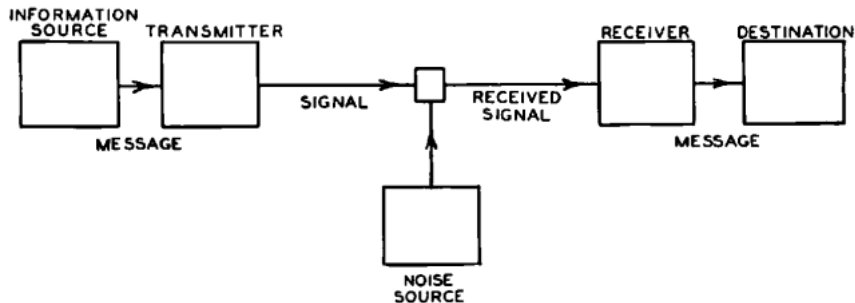 INFORMATION
SOURCE
TRANSMITTER
RECEIVER
DESTINATION
SIGNAL
RECEIVED
SIGNAL
MESSAGE
MESSAGE
NOISE
SOURCE